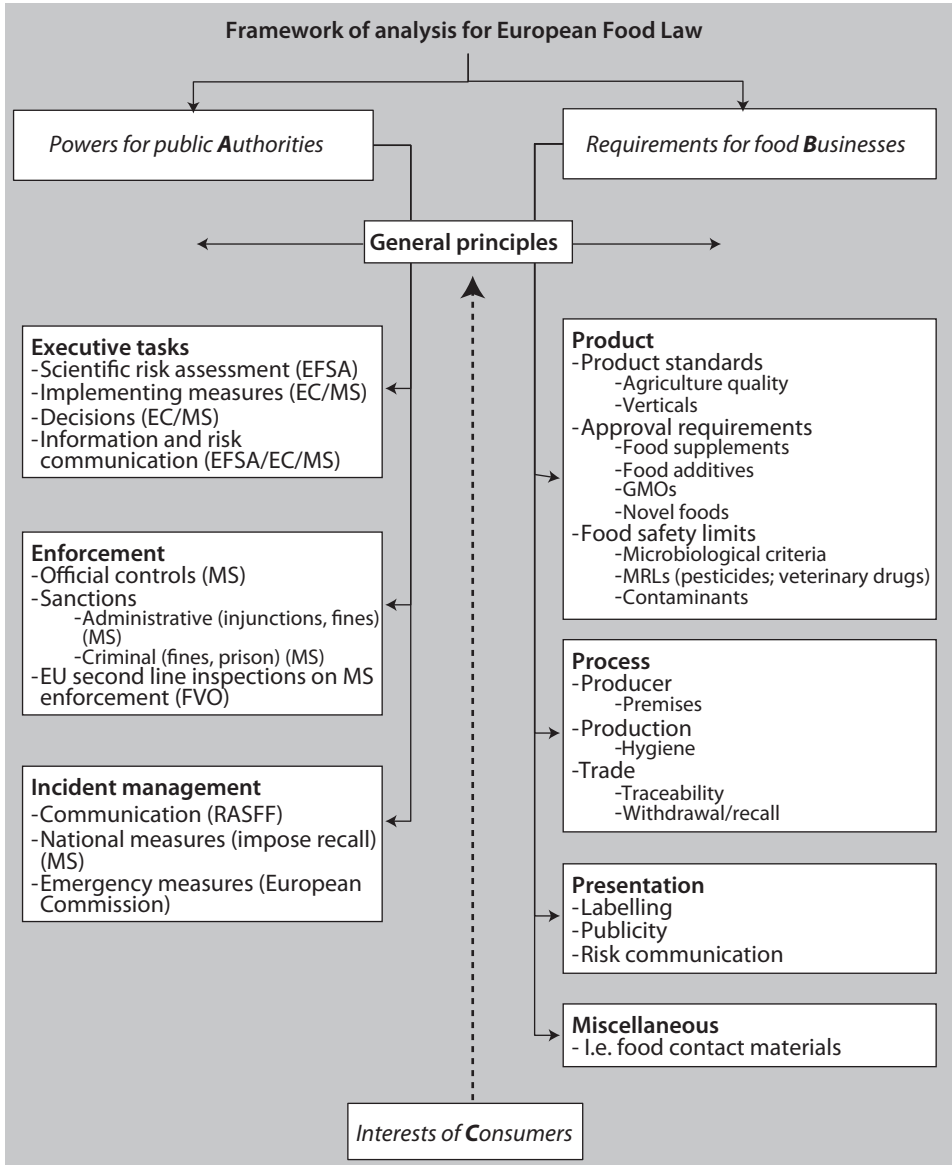 Framework of analysis for European Food Law
Powers for public Authorities
Requirements for food Businesses
General principles
Executive tasks
-Scientific risk assessment (EFSA)
-Implementing measures (EC/MS)
-Decisions (EC/MS)
-Information and risk
communication (EFSA/EC/MS)
Enforcement
-Official controls (MS)
-Sanctions
-Administrative (injunctions, fines)
(MS)
-Criminal (fines, prison) (MS)
-EU second line inspections on MS
enforcement (FVO)
Incident management
-Communication (RASFF)
-National measures (impose recall)
(MS)
-Emergency measures (European
Commission)
Product
-Product standards
-Agriculture quality
-Verticals
-Approval requirements
-Food supplements
-Food additives
-GMOs
-Novel foods
-Food safety limits
-Microbiological criteria
-MRLs (pesticides; veterinary drugs)
-Contaminants
Process
-Producer
-Premises
-Production
-Hygiene
-Trade
-Traceability
-Withdrawal/recall
Presentation
-Labelling
-Publicity
-Risk communication
Miscellaneous
- I.e. food contact materials
Interests of Consumers